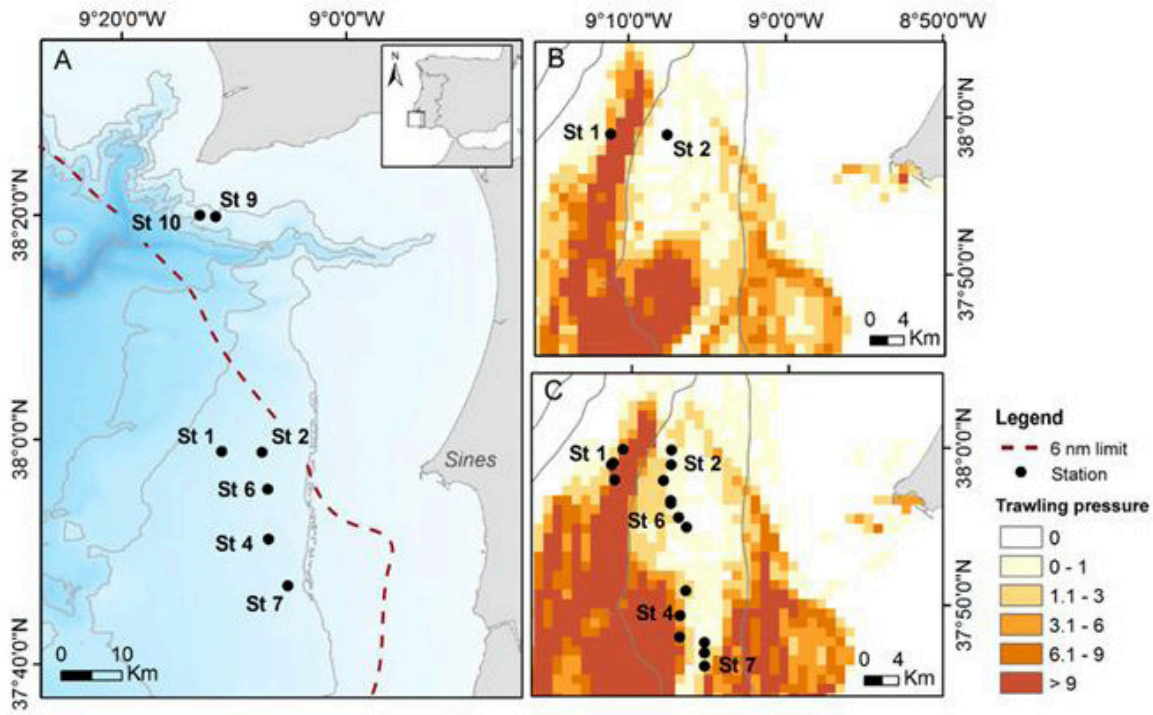 9°20'0"W
9°00'0"W
A
N
St 9
St 10
St 1
St 2
St 6
St 4
St 7
Sines
0 10
Km
38°20'0"N
38°0'0"N
37°40'0"N
9°10'0"W
9°0'0"W
8°50'0"W
B
St 1
St 2
0 4
Km
38°0'0"N
37°50'0"N
C
St 1
St 2
St 6
St 4
St 7
0 4
Km
38°0'0"N
37°50'0"N
Legend
6 nm limit
Station
Trawling pressure
0
0 - 1
1.1 - 3
3.1 - 6
6.1 - 9
> 9